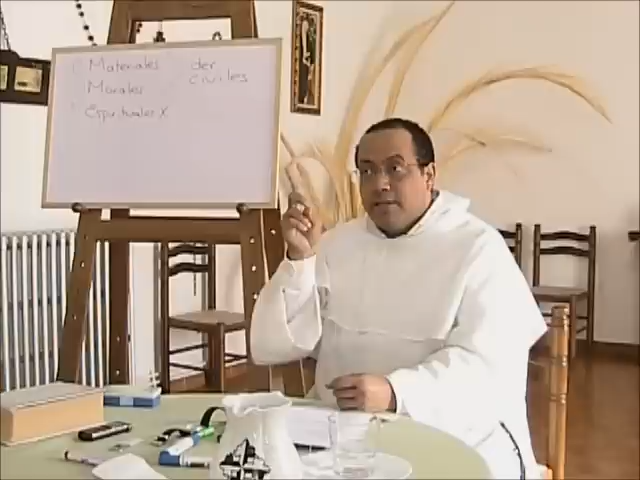 Materiales
Morales
Espirituales X
der
civiles